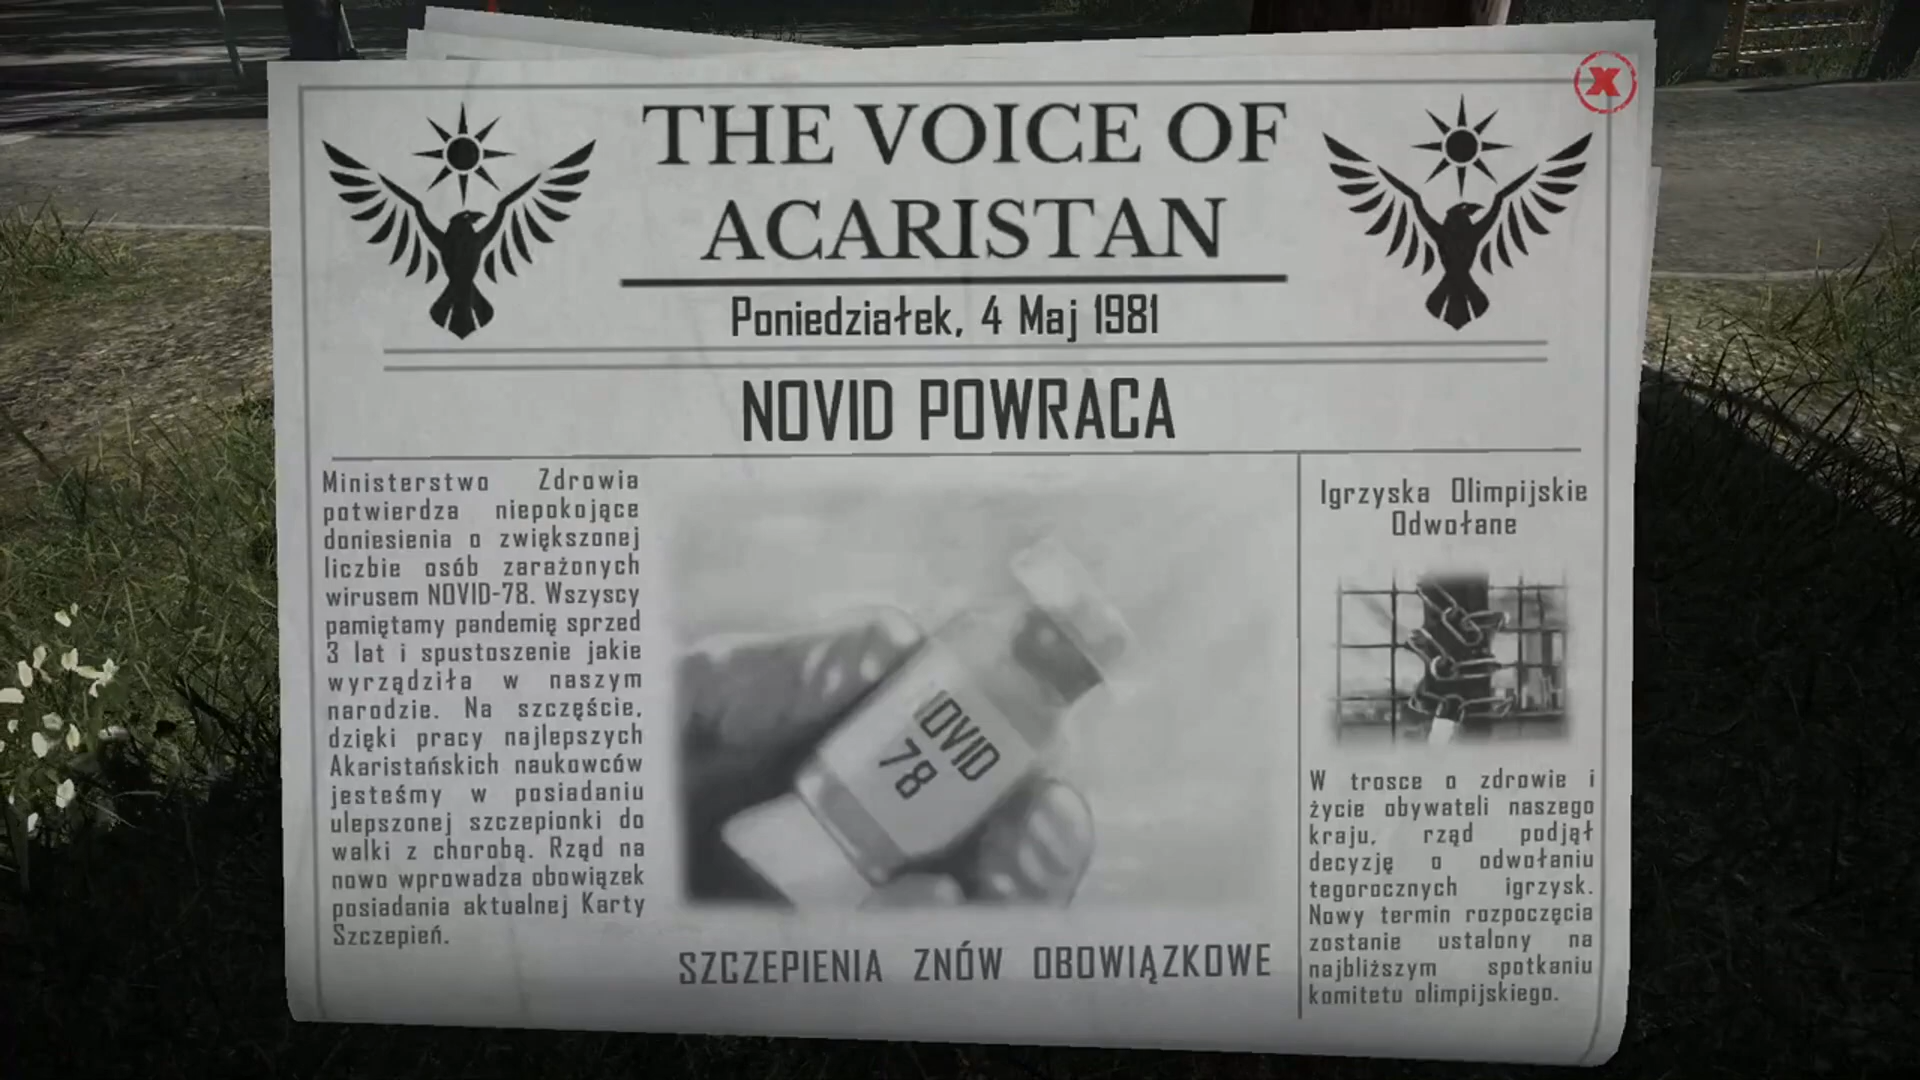 THE VOICE OF
ACARISTAN
Poniedziałek, 4 Maj 1981
NOVID POWRACA
Ministerstwo Zdrowia
potwierdza niepokojące
doniesienia o zwiększonej
liczbie osób zarażonych
wirusem NOVID-78. Wszyscy
pamiętamy pandemię sprzed
3 lat i spustoszenie jakie
wyrządziła w naszym
narodzie. Na szczęście,
dzięki pracy najlepszych
Akaristańskich naukowców
jesteśmy w posiadaniu
ulepszonej szczepionki do
walki z chorobą. Rząd na
nowo wprowadza obowiązek
posiadania aktualnej Karty
Szczepień.
NOVID
78
SZCZEPIENIA ZNÓW OBOWIĄZKOWE
Igrzyska Olimpijskie
Odwołane
W trosce o zdrowie i
życie obywateli naszego
kraju, rząd podjął
decyzję o odwołaniu
tegorocznych igrzysk.
Nowy termin rozpoczęcia
zostanie ustalony na
najbliższym spotkaniu
komitetu olimpijskiego.
X